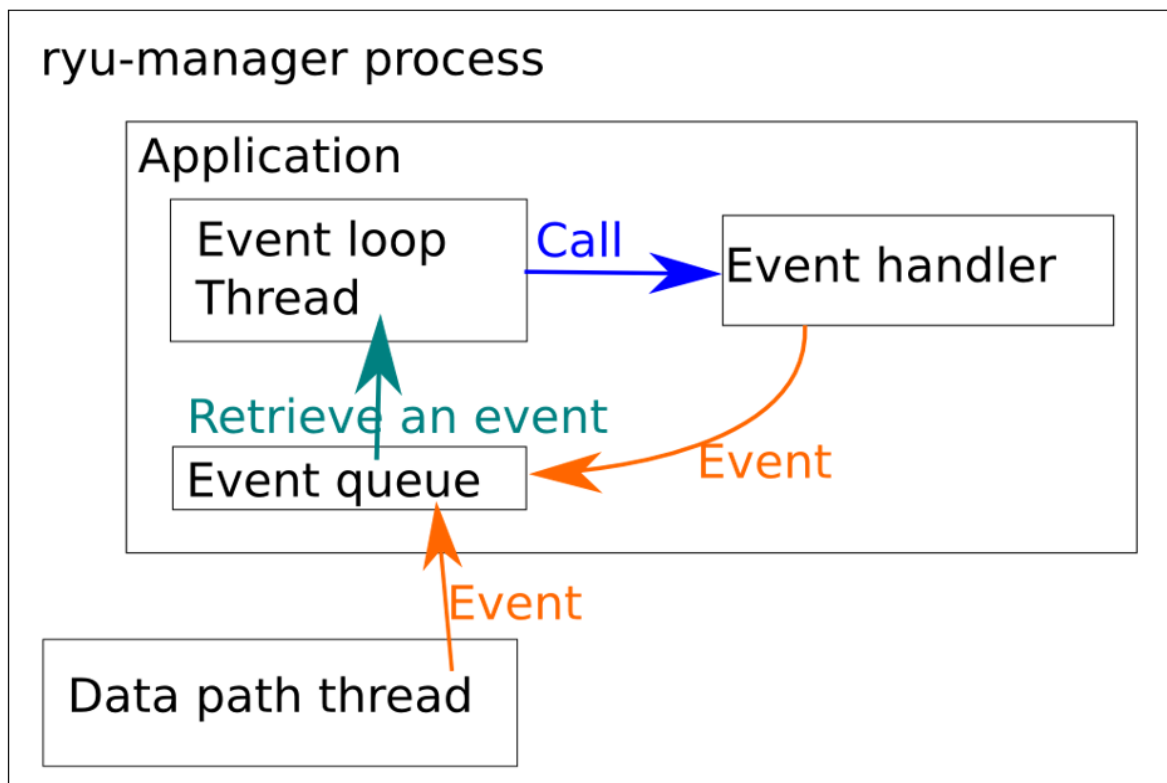 ryu-manager process
Application
Event loop
Thread
Call
Event handler
Retrieve an event
Event queue
Event
Event
Data path thread